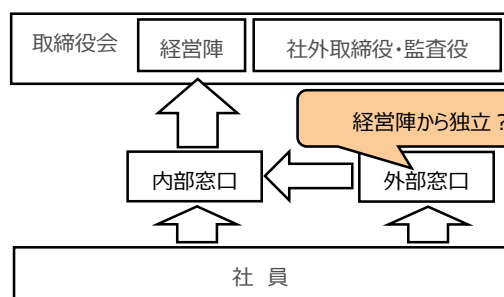 取締役会
経営陣
社外取締役・監査役
経営陣から独立?
内部窓口
外部窓口
社 員